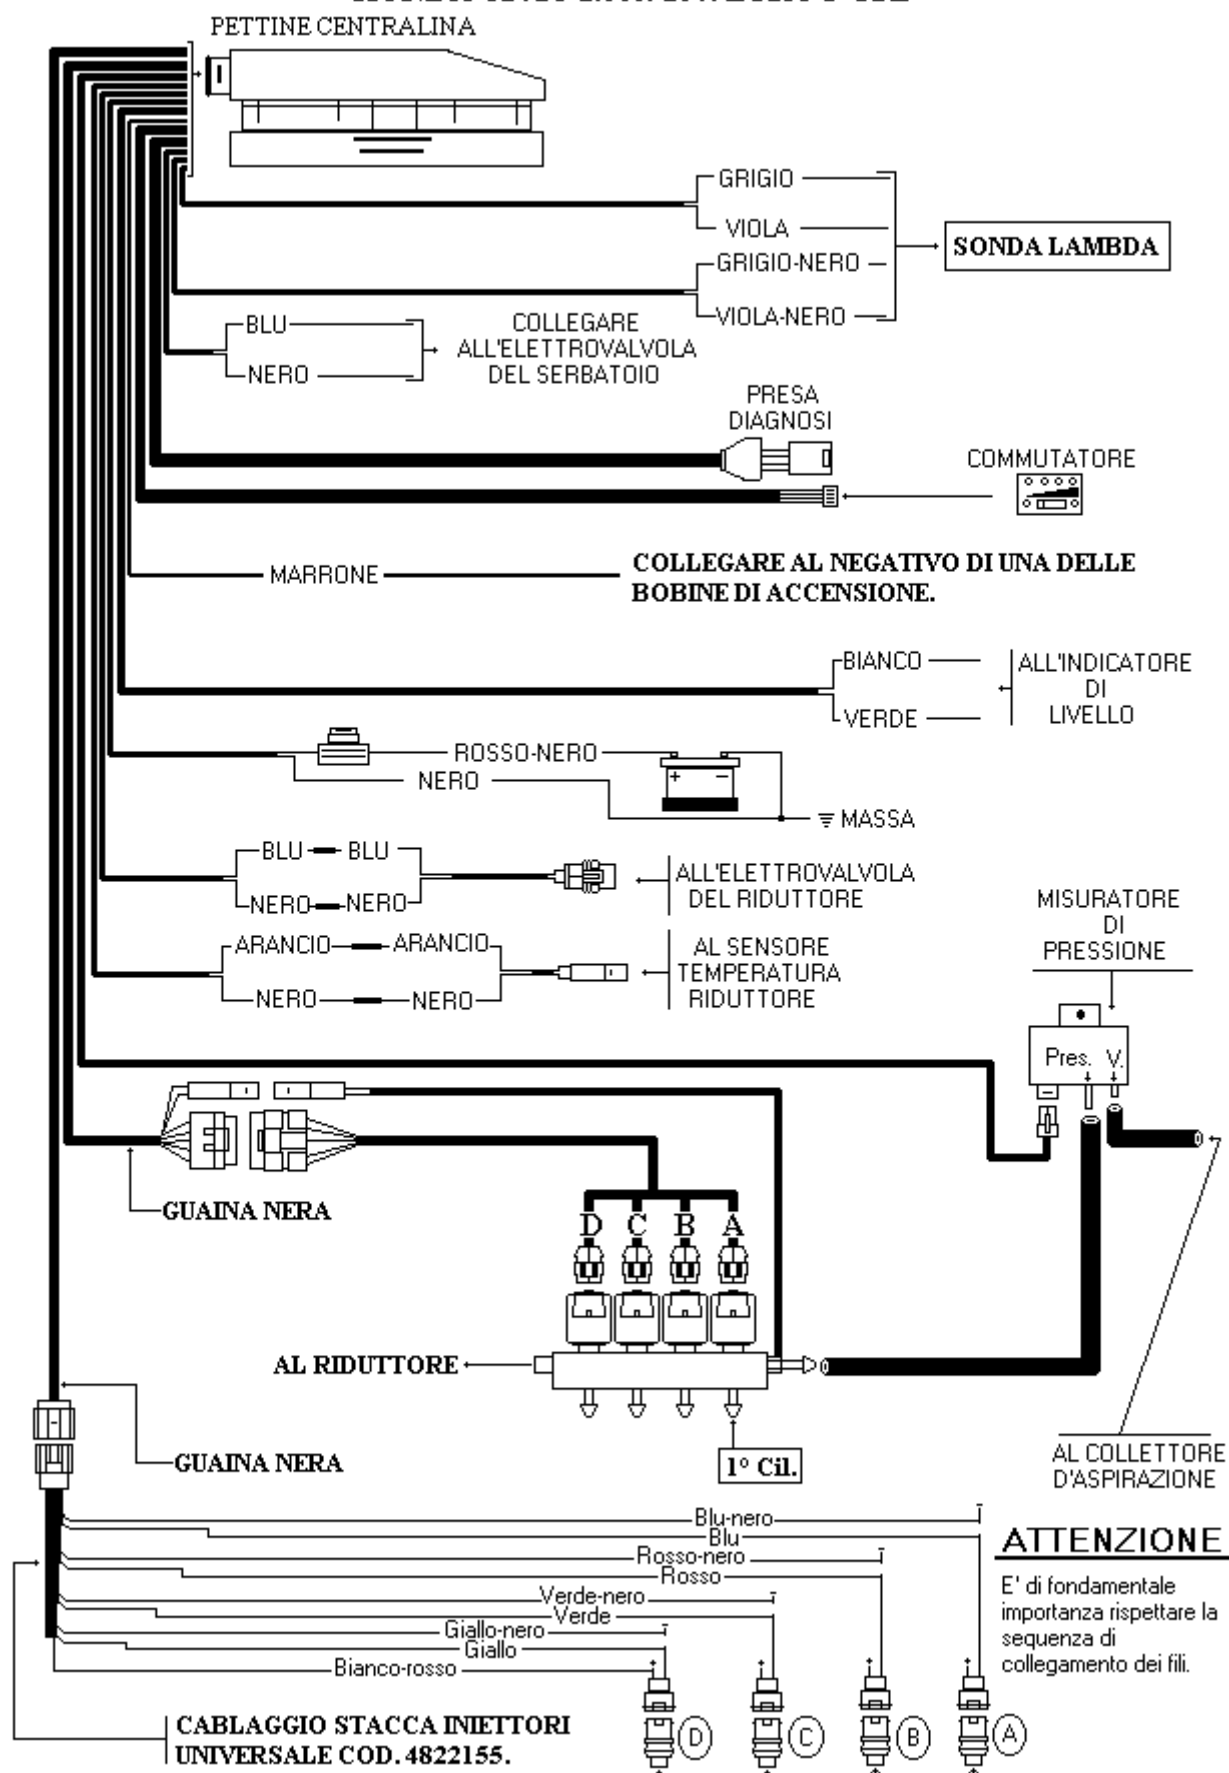 PETTINE CENTRALINA
GRIGIO
VIOLA
SONDA LAMBDA
GRIGIO-NERO
VIOLA-NERO
BLU
NERO
COLLEGARE
ALL'ELETTROVALVOLA
DEL SERBATOIO
PRESA
DIAGNOSI
COMMUTATORE
MARRONE
COLLEGARE AL NEGATIVO DI UNA DELLE
BOBINE DI ACCENSIONE.
BIANCO
VERDE
ALL'INDICATORE
DI
LIVELLO
ROSSO-NERO
NERO
+ −
MASSA
BLU BLU
NERO NERO
ALL'ELETTROVALVOLA
DEL RIDUTTORE
ARANCIO ARANCIO
NERO NERO
AL SENSORE
TEMPERATURA
RIDUTTORE
MISURATORE
DI
PRESSIONE
Pres. V.
GUAINA NERA
D C B A
AL RIDUTTORE
1° Cil.
GUAINA NERA
AL COLLETTORE
D'ASPIRAZIONE
Blu-nero
Blu
Rosso-nero
Rosso
Verde-nero
Verde
Giallo-nero
Giallo
Bianco-rosso
ATTENZIONE
E' di fondamentale
importanza rispettare la
sequenza di
collegamento dei fili.
CABLAGGIO STACCA INIETTORI
UNIVERSALE COD. 4822155.
D C B A